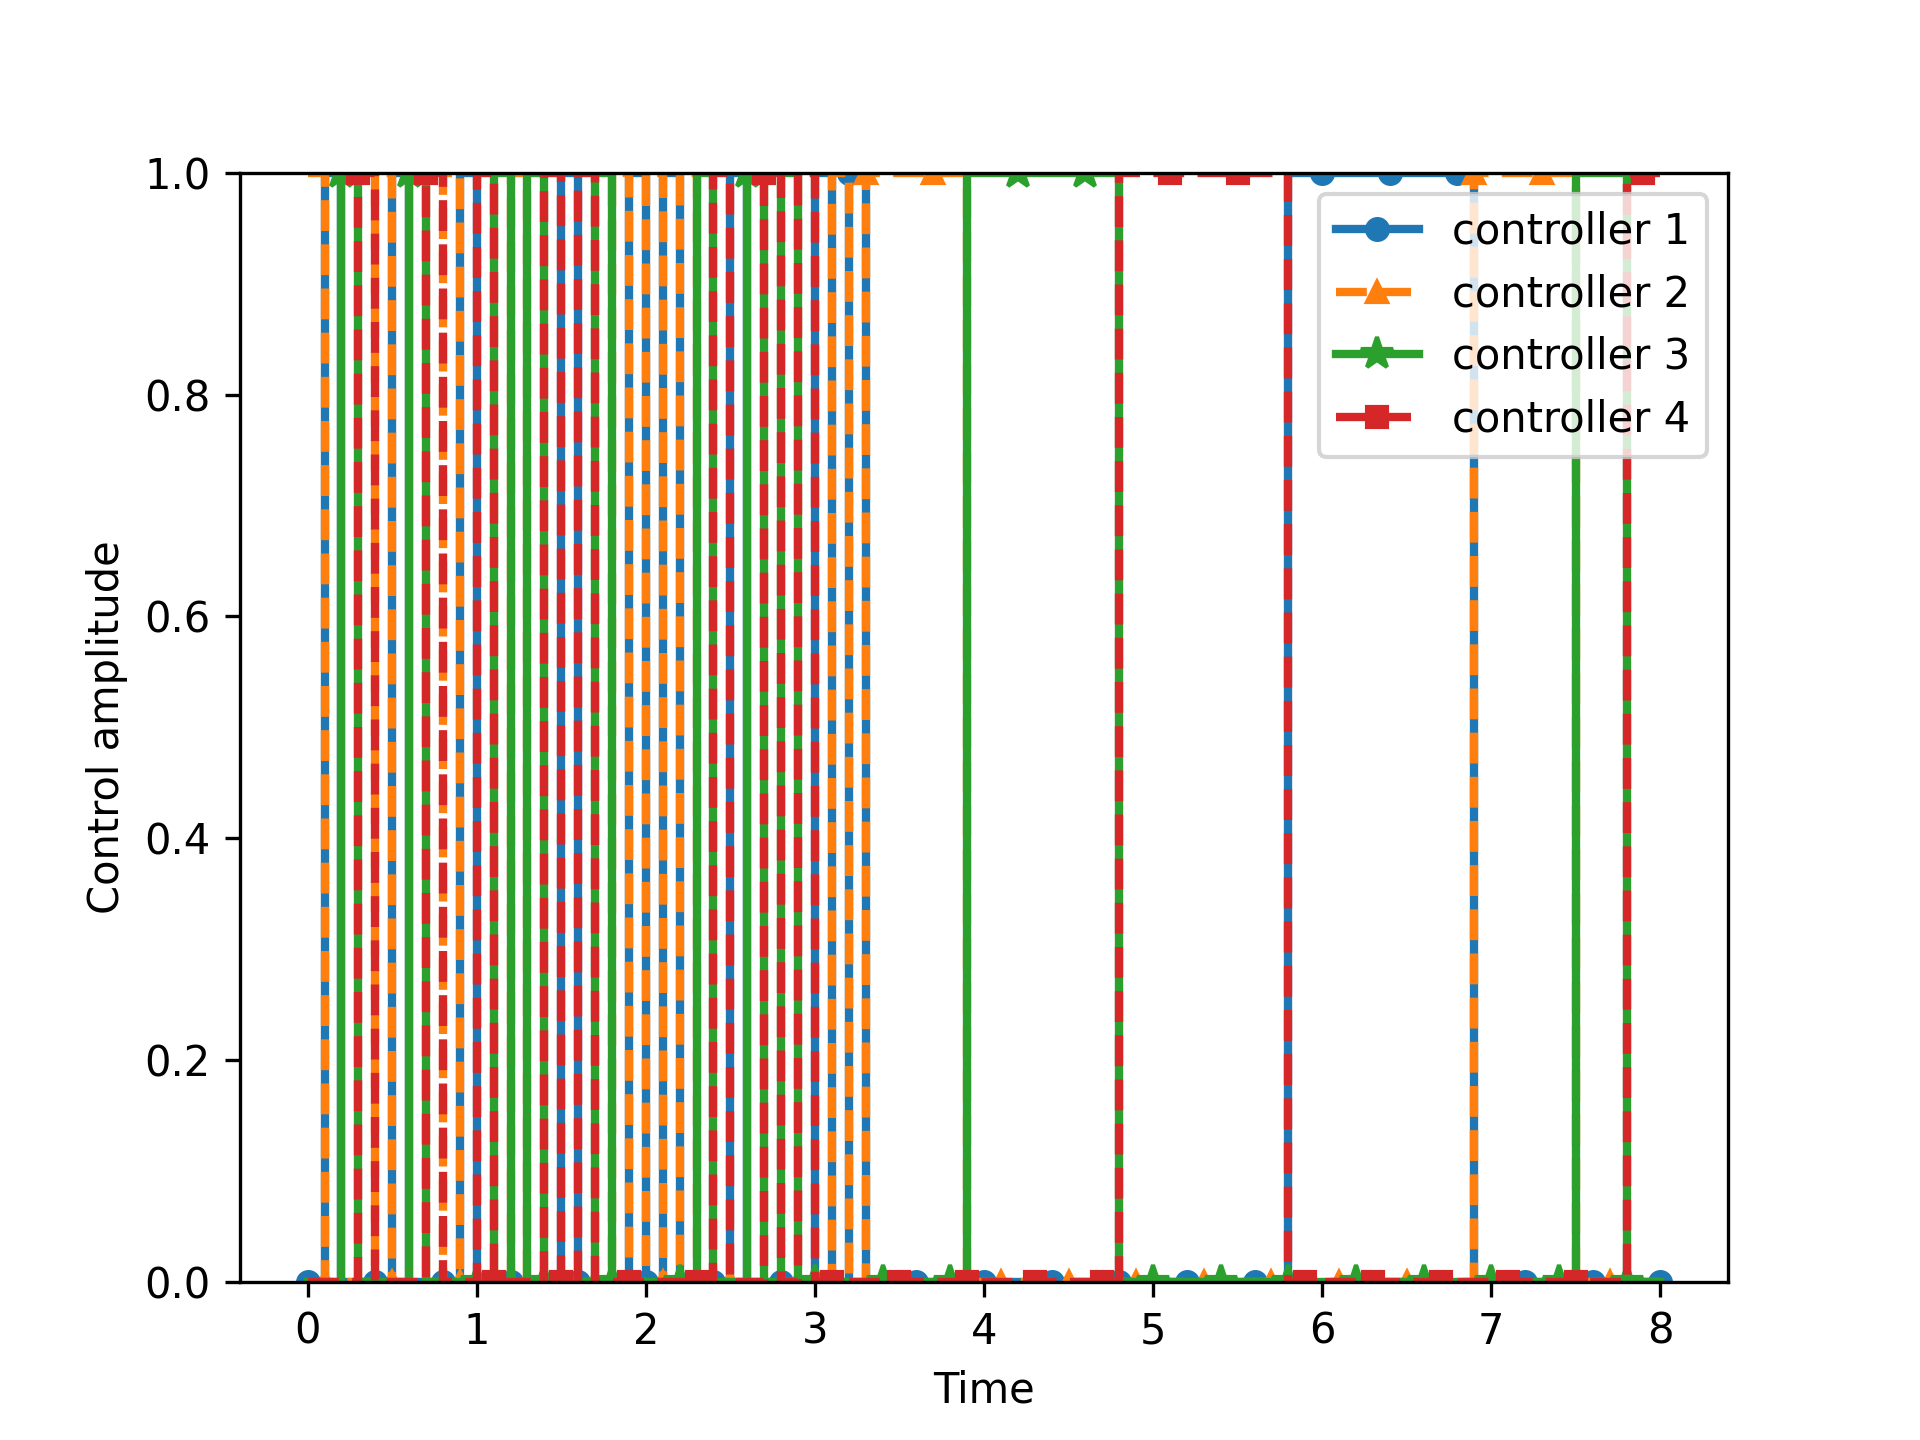 1.0
0.8
0.6
0.4
0.2
0.0
Control amplitude
controller 1
controller 2
controller 3
controller 4
0 1 2 3 4 5 6 7 8
Time